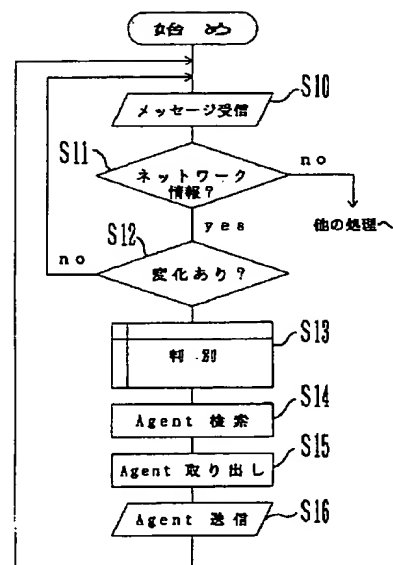 始め
メッセージ受信
S10
S11
ネットワーク
情報？
no
yes
他の処理へ
S12
no
変化あり？
判別
S13
Agent 検索
S14
Agent 取り出し
S15
Agent 送信
S16